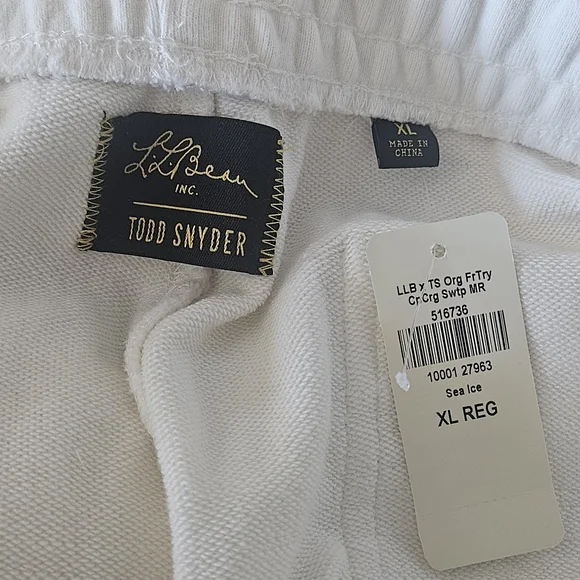 L.L.Bean
INC.
TODD SNYDER
XL
MADE IN
CHINA
LLB x TS Org FrTry
Cr Crg Swtp MR
516736
10001 27963
Sea Ice
XL REG